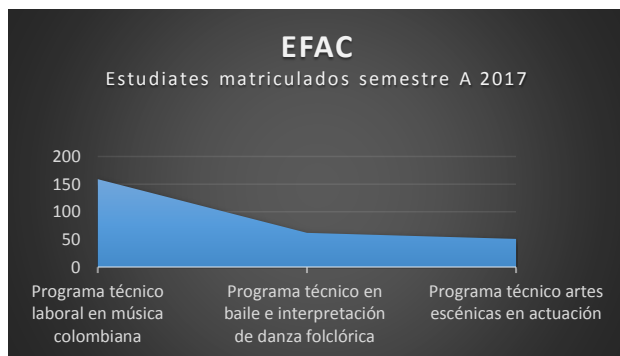 EFAC
Estudiates matriculados semestre A 2017
200
150
100
50
0
Programa técnico
laboral en música
colombiana
Programa técnico en
baile e interpretación
de danza folclórica
Programa técnico artes
escénicas en actuación